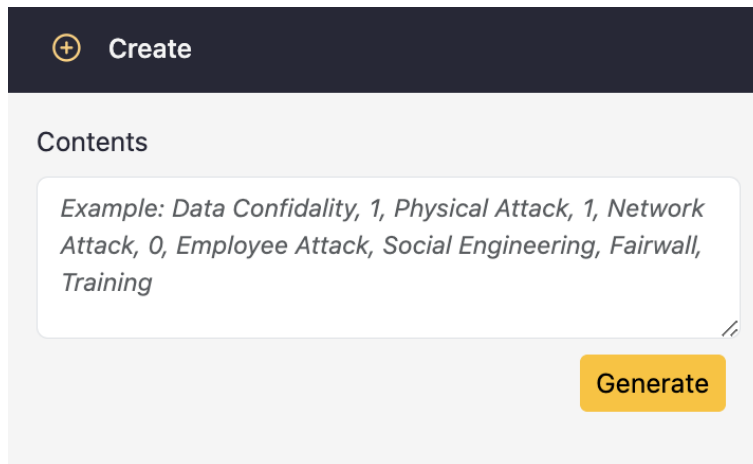 Create
Contents
Example: Data Confidality, 1, Physical Attack, 1, Network
Attack, 0, Employee Attack, Social Engineering, Fairwall,
Training
Generate